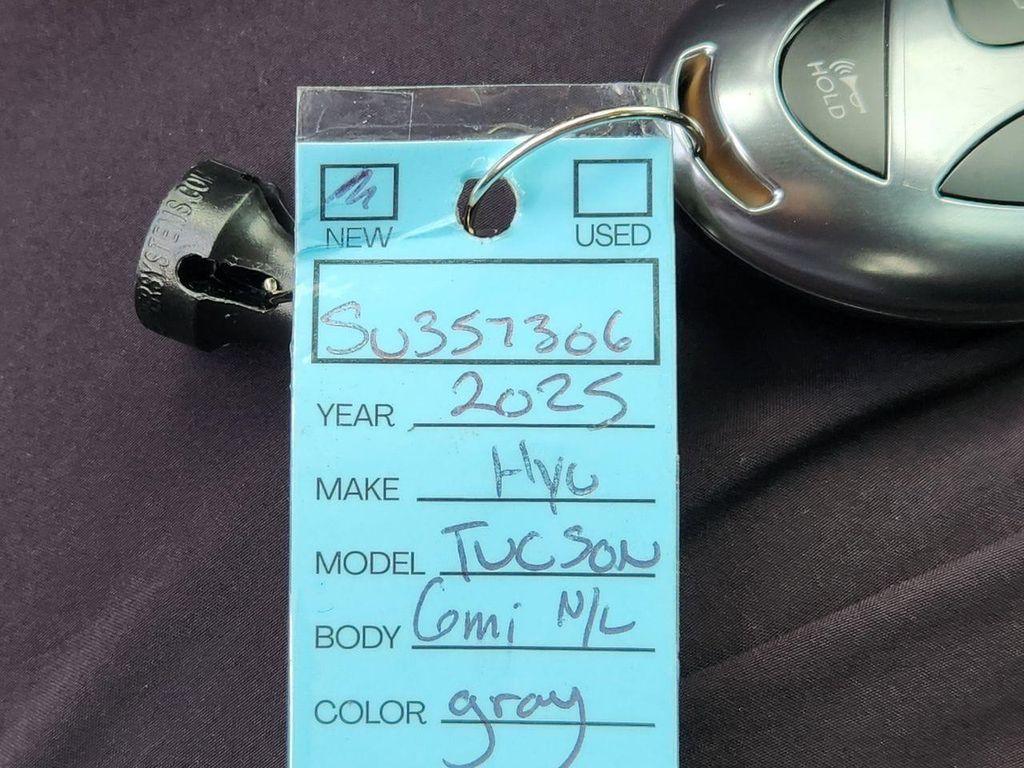 HOLD
NEW USED
SU357306
YEAR 2025
MAKE Hyu
MODEL TUCSON
BODY 6mi N/L
COLOR gray